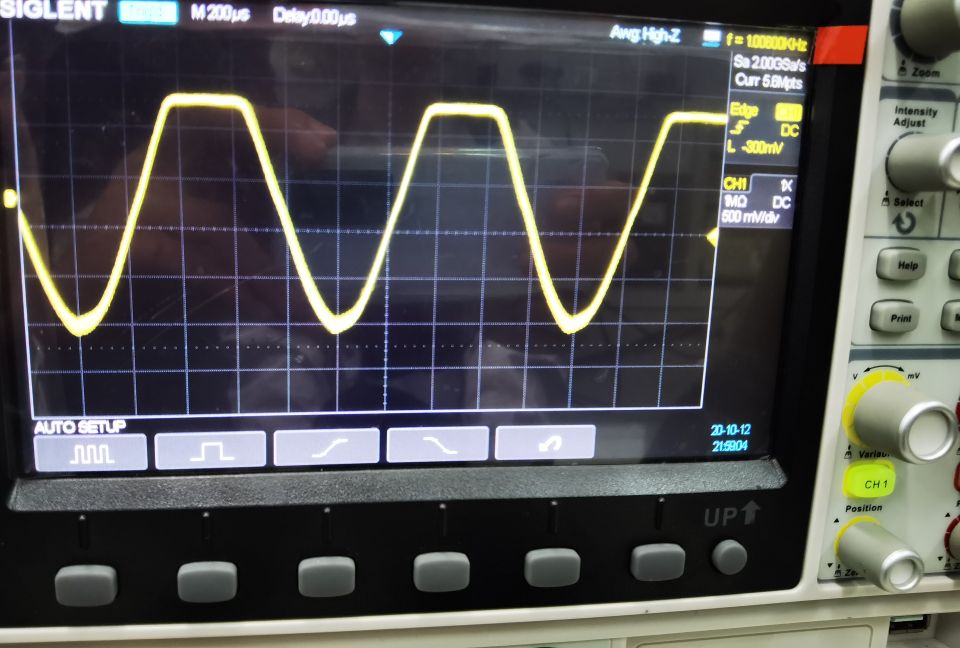 SIGLENT M 200µs Delay:0.00µs
Awg: High-Z
f = 1.00600KHz
Sa 2.00GSa/s
Curr 5.6Mpts
Edge CH1
DC
L -300mV
CH1 1X
1MΩ DC
500 mV/div
AUTO SETUP
20-10-12
21:59:04
UP
Zoom
Intensity
Adjust
Select
Help
Print
V mV
CH 1
Position